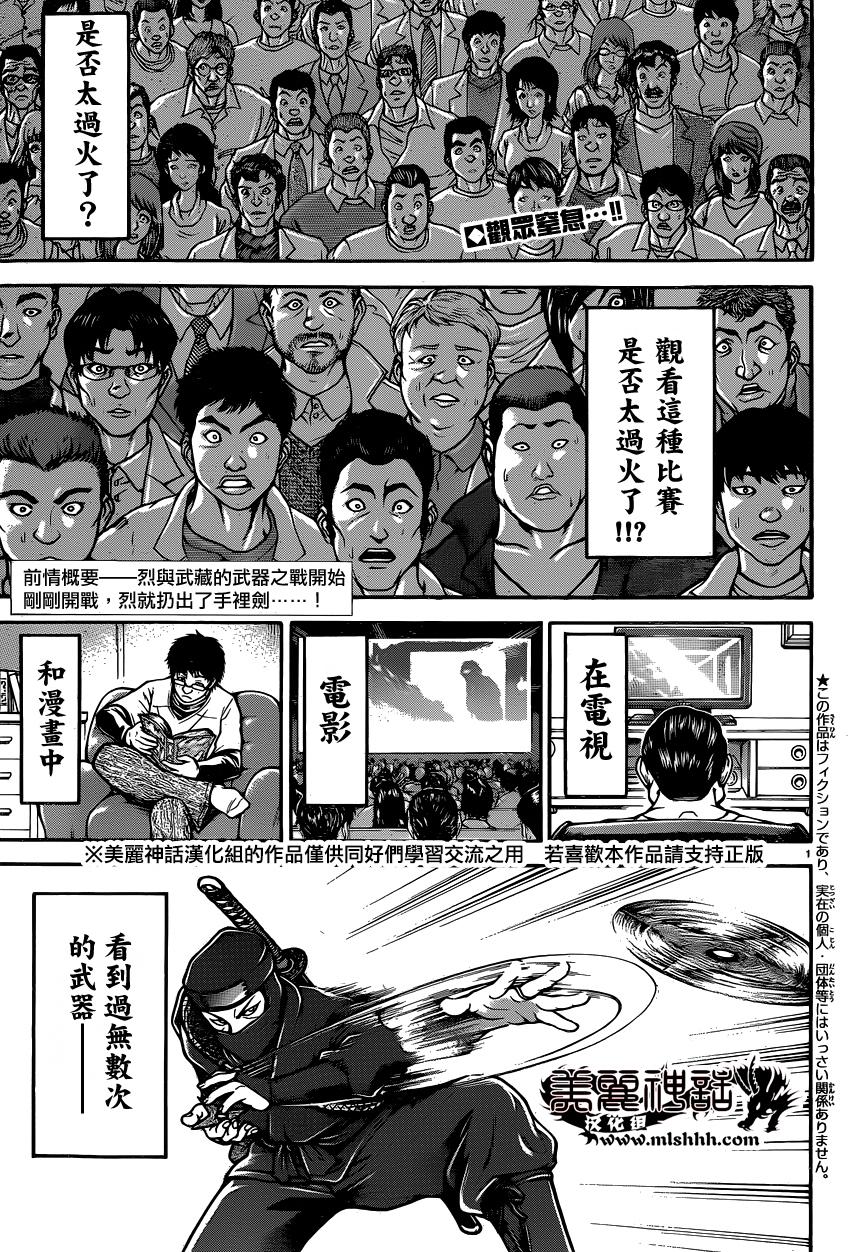 是否太過火了？
◆觀眾窒息…!!
觀看這種比賽
是否太過火了!!?
前情概要——烈與武藏的武器之戰開始
剛剛開戰，烈就扔出了手裡劍……！
在電視
電影
和漫畫中
※美麗神話漢化組的作品僅供同好們學習交流之用　若喜歡本作品請支持正版
1
★この作品はフィクションであり、実在の個人・団体等にはいっさい関係ありません。
看到過無數次
的武器——
美麗神話
汉化组
www.mlshhh.com